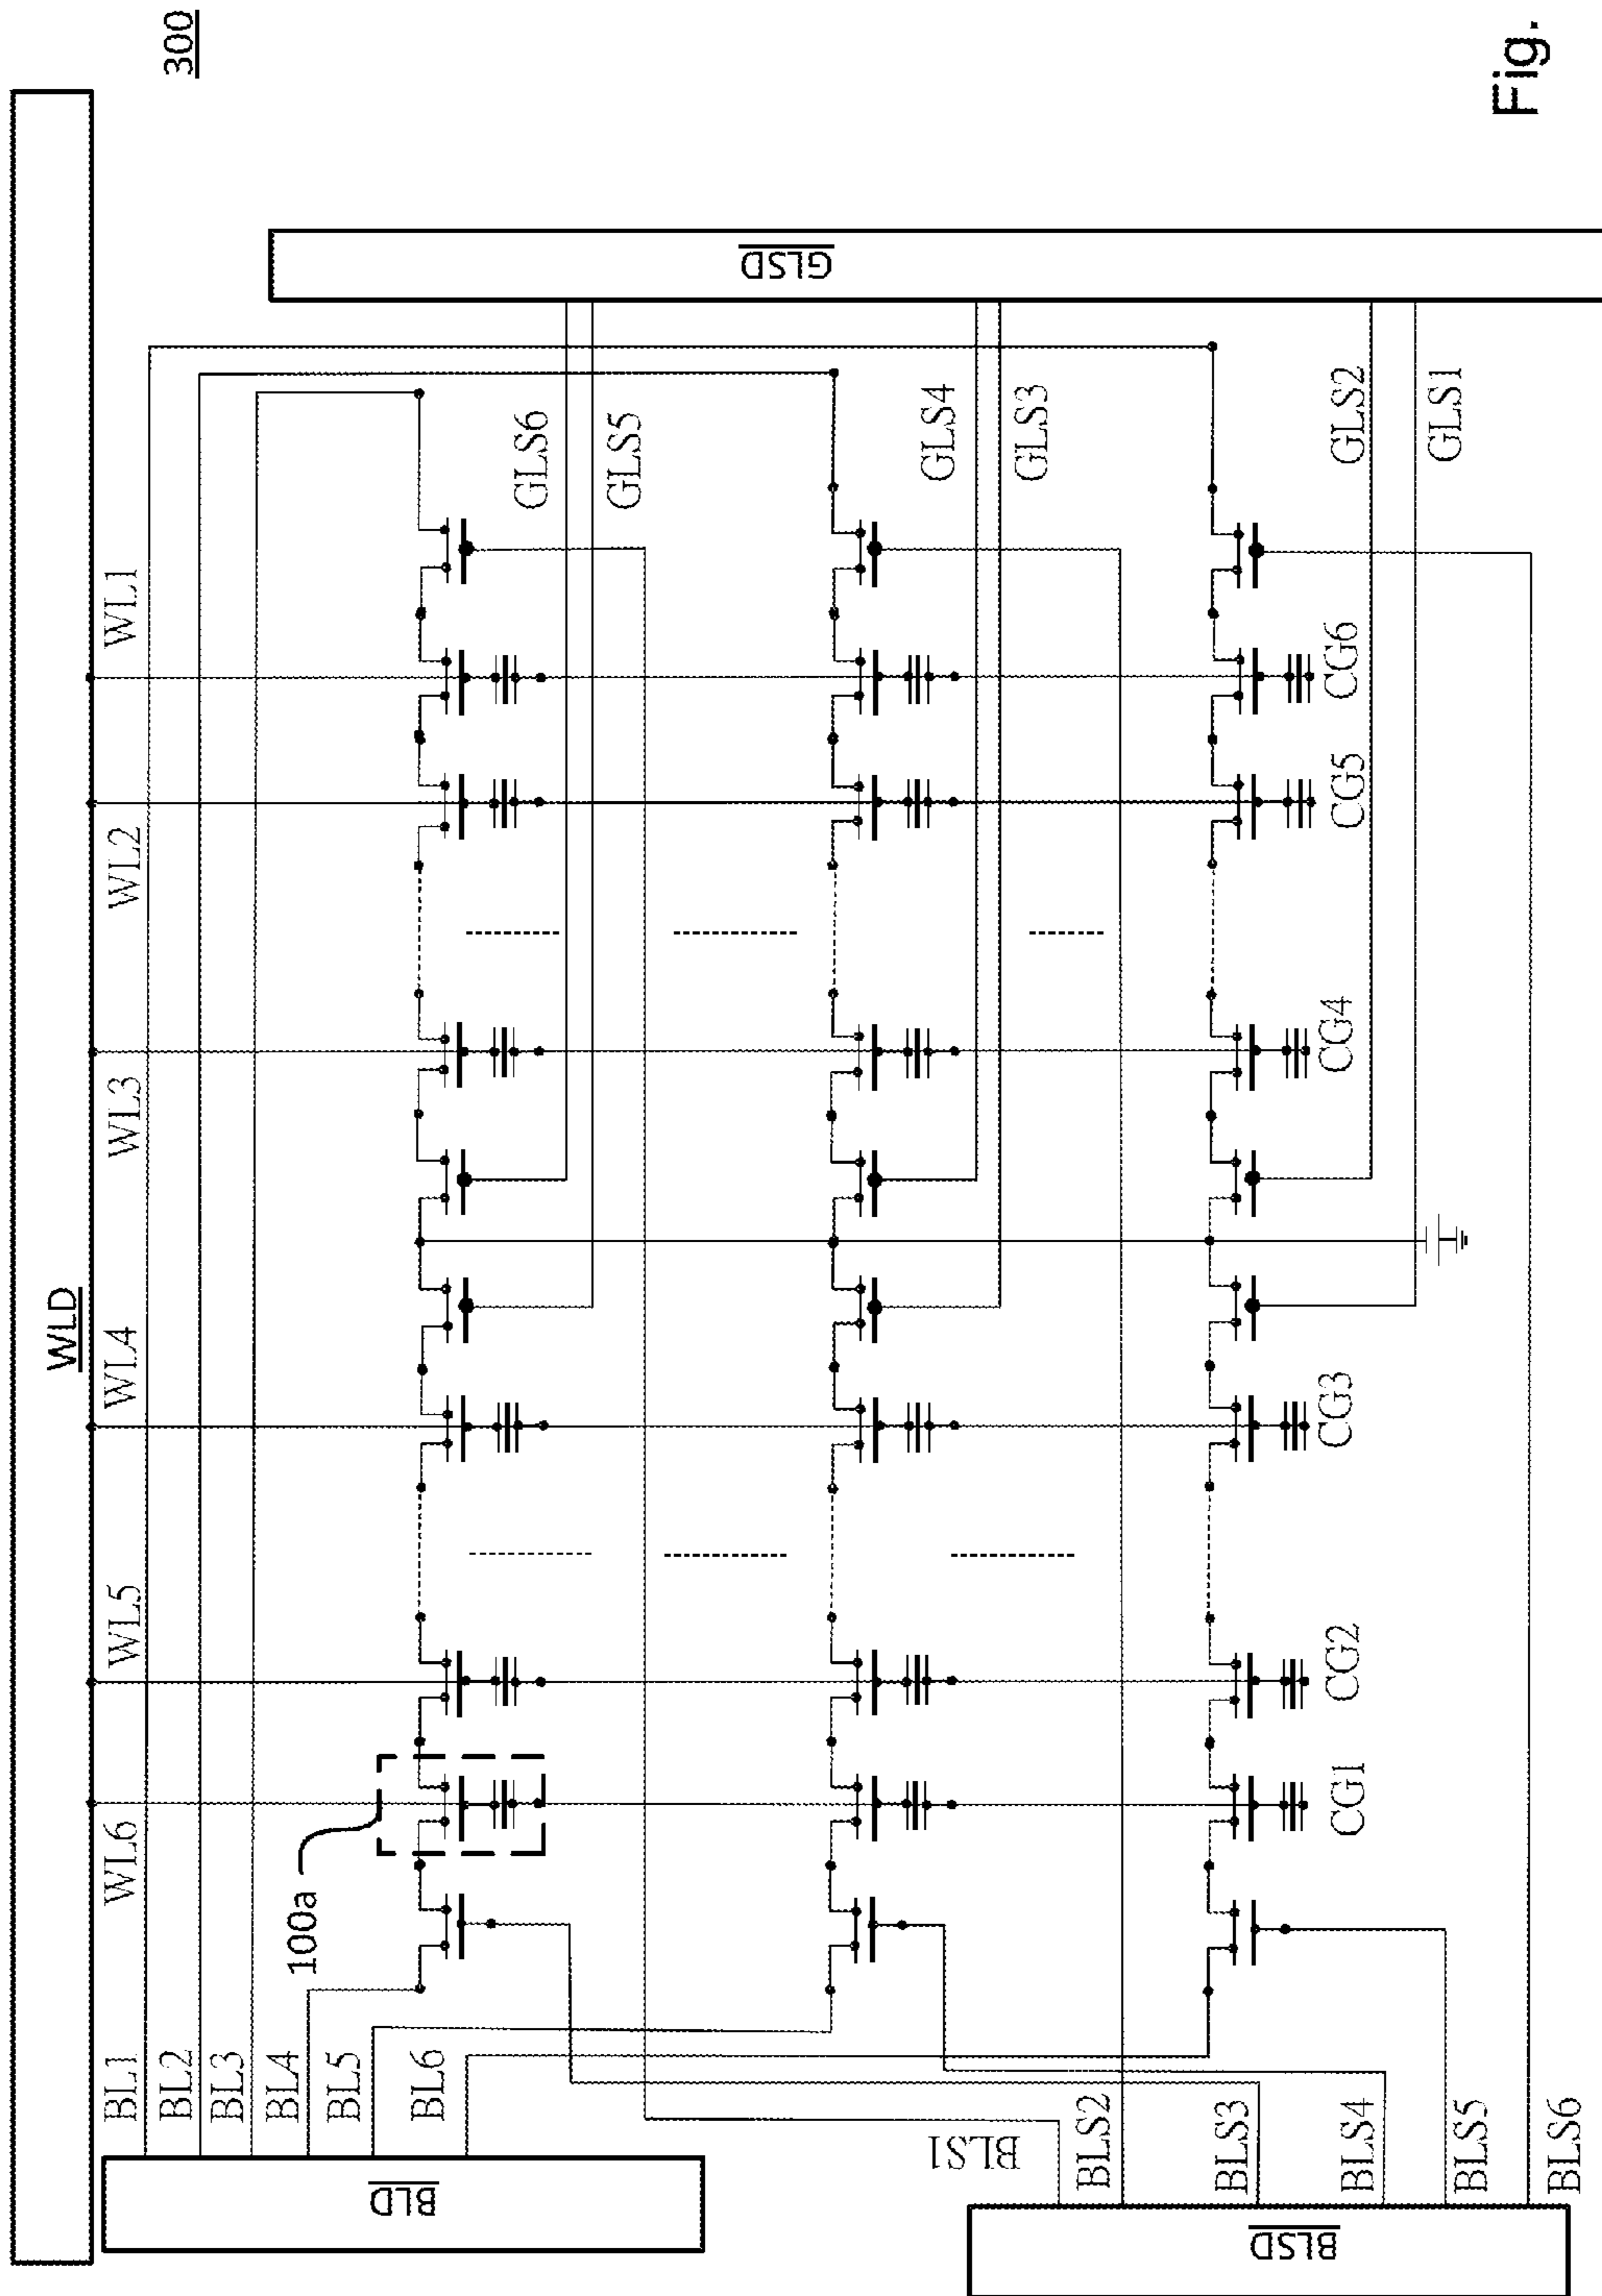 300
WLD
WL1
WL2
WL3
WL4
WL5
WL6
BL1
BL2
BL3
BL4
BL5
BL6
BLD
100a
GLSD
GLS6
GLS5
GLS4
GLS3
GLS2
GLS1
CG6
CG5
CG4
CG3
CG2
CG1
BLS1
BLS2
BLS3
BLS4
BLS5
BLS6
BLSD
Fig.